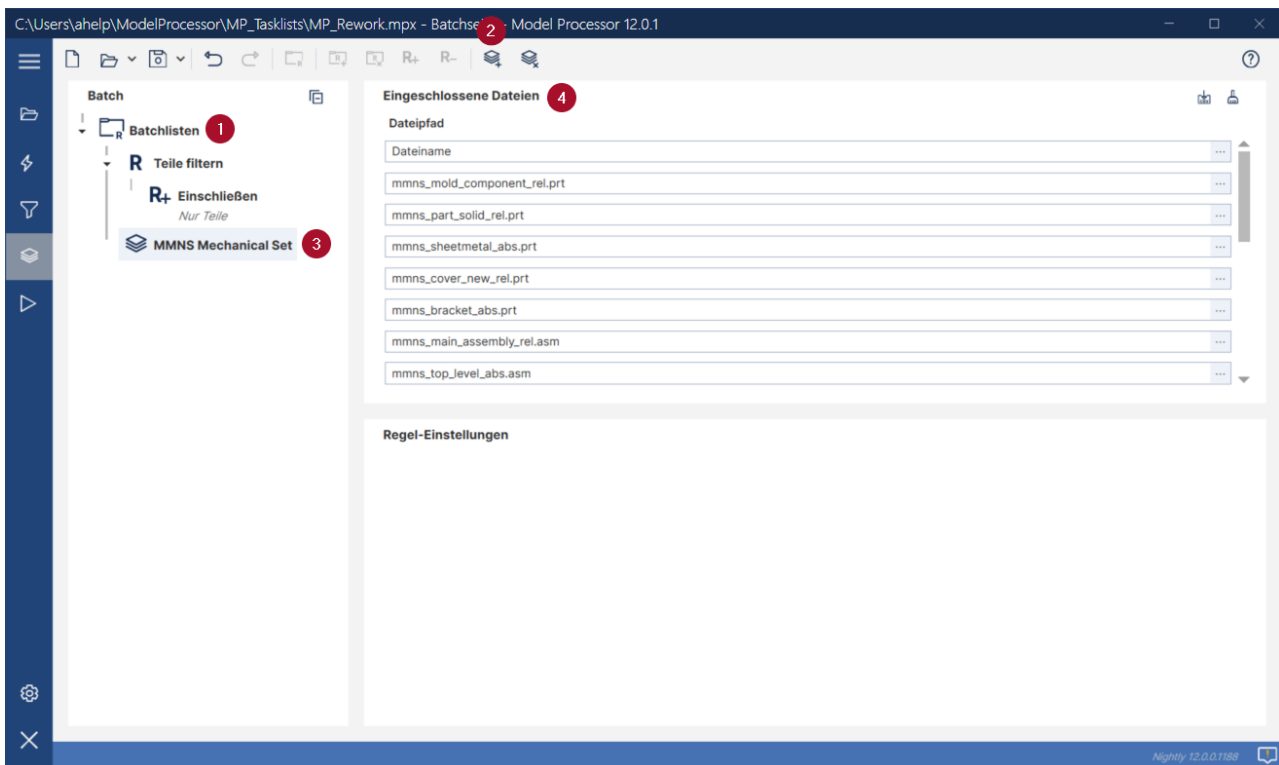 C:\Users\ahelp\ModelProcessor\MP_Tasklists\MP_Rework.mpx - Batchse - Model Processor 12.0.1
2
R+ R−
Batch
Eingeschlossene Dateien 4
Batchlisten 1
Dateipfad
R Teile filtern
Dateiname
R+ Einschließen
mmns_mold_component_rel.prt
Nur Teile
mmns_part_solid_rel.prt
MMNS Mechanical Set 3
mmns_sheetmetal_abs.prt
mmns_cover_new_rel.prt
mmns_bracket_abs.prt
mmns_main_assembly_rel.asm
mmns_top_level_abs.asm
Regel-Einstellungen
Nightly 12.0.0.1188